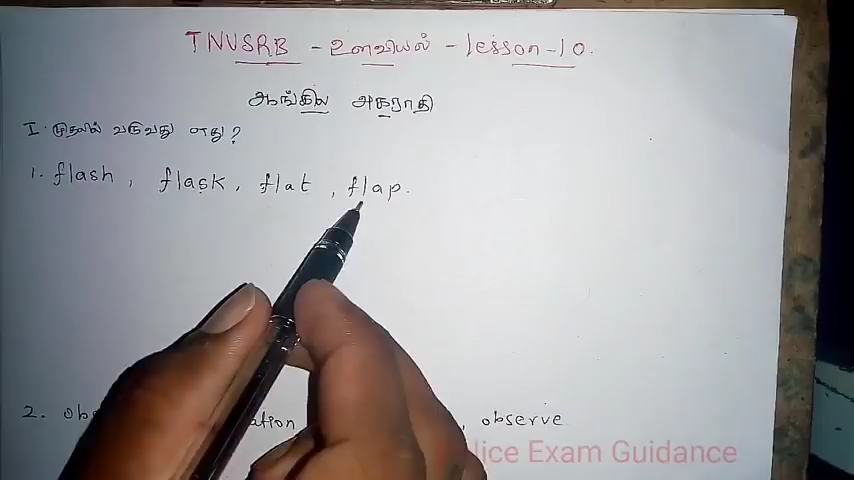 TNUSRB - உளவியல் - lesson - 10.
ஆங்கில அகராதி
I. முதலில் வருவது எது?
1. flash, flask, flat, flap.
2. observe
Exam Guidance